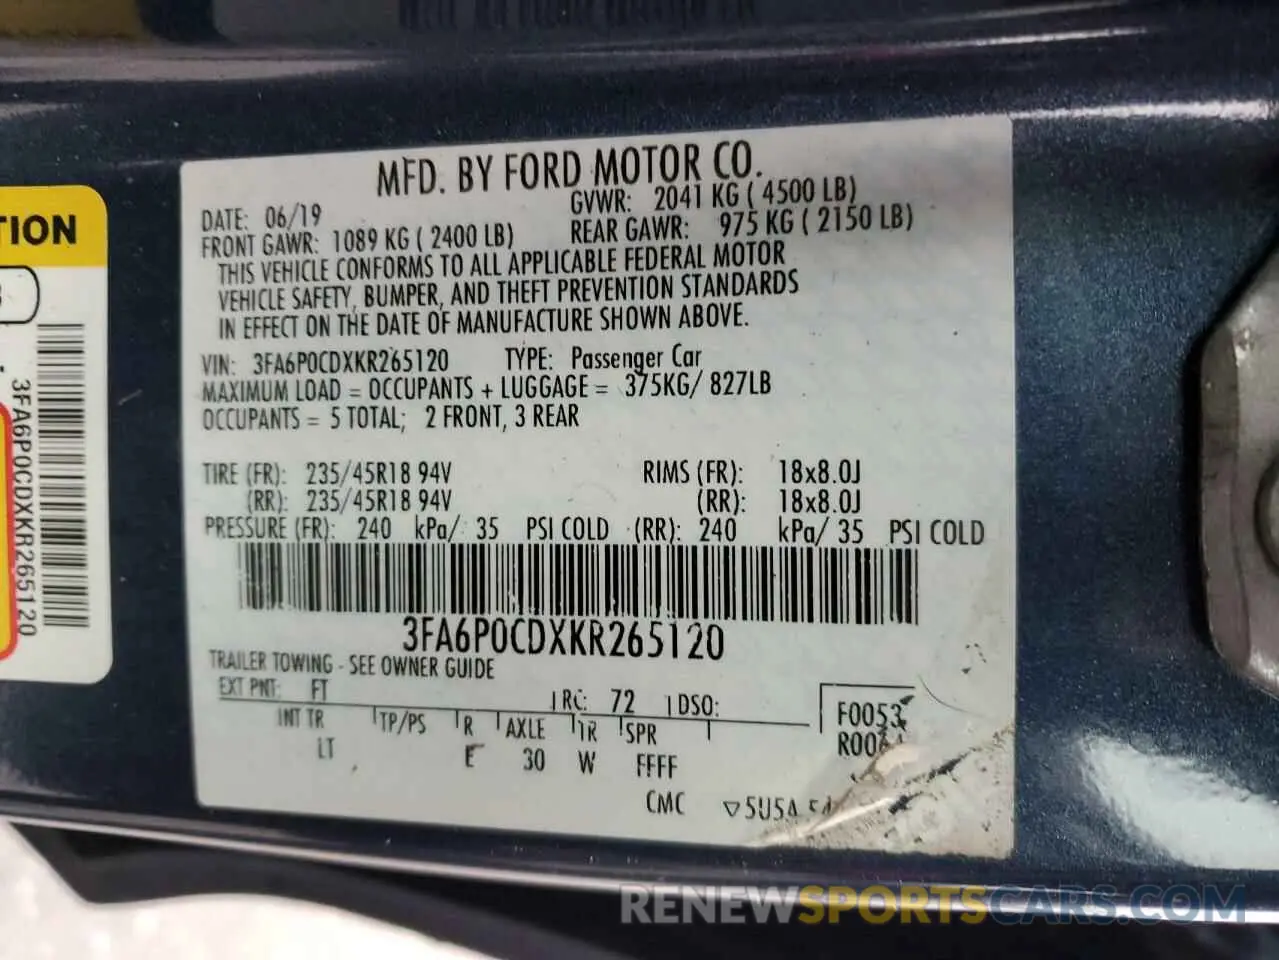 MFD. BY FORD MOTOR CO.
DATE: 06/19 GVWR: 2041 KG ( 4500 LB)
FRONT GAWR: 1089 KG ( 2400 LB) REAR GAWR: 975 KG ( 2150 LB)
THIS VEHICLE CONFORMS TO ALL APPLICABLE FEDERAL MOTOR
VEHICLE SAFETY, BUMPER, AND THEFT PREVENTION STANDARDS
IN EFFECT ON THE DATE OF MANUFACTURE SHOWN ABOVE.
VIN: 3FA6P0CDXKR265120 TYPE: Passenger Car
MAXIMUM LOAD = OCCUPANTS + LUGGAGE = 375KG/ 827LB
OCCUPANTS = 5 TOTAL; 2 FRONT, 3 REAR
TIRE (FR): 235/45R18 94V RIMS (FR): 18x8.0J
(RR): 235/45R18 94V (RR): 18x8.0J
PRESSURE (FR): 240 kPa/ 35 PSI COLD (RR): 240 kPa/ 35 PSI COLD
3FA6P0CDXKR265120
TRAILER TOWING - SEE OWNER GUIDE
EXT PNT: FT RC: 72 DSO:
INT TR TP/PS R AXLE TR SPR
LT E 30 W FFFF
F0053
CMC ▽5U5A
TION
3FA6P0CDXKR265120
RENEWSPORTSCARS.COM